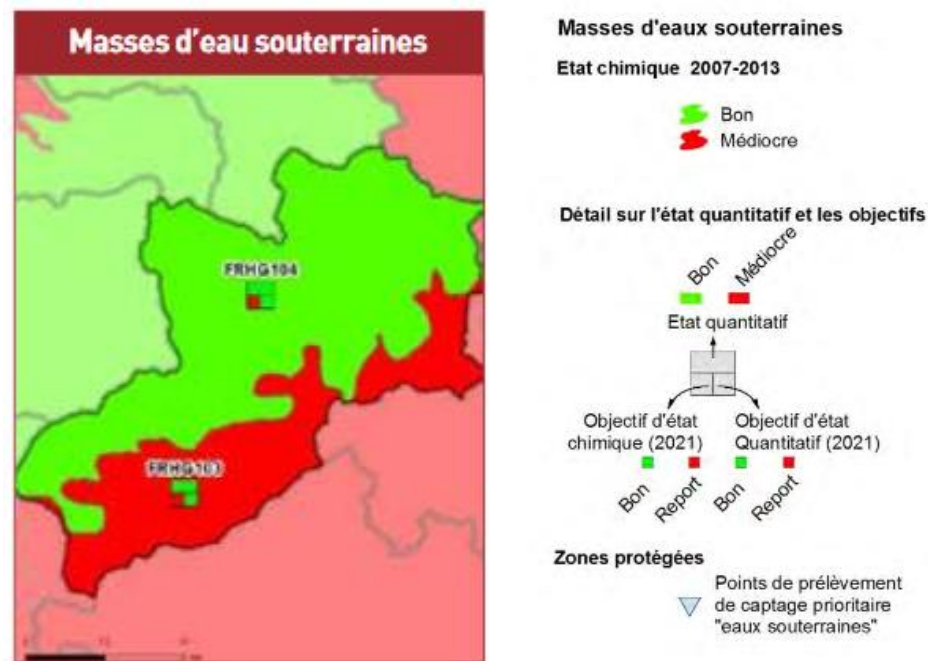 Masses d'eau souterraines
FRHG104
FRHG103
Masses d'eaux souterraines
Etat chimique 2007-2013
Bon
Médiocre
Détail sur l'état quantitatif et les objectifs
Bon
Médiocre
Etat quantitatif
Objectif d'état
chimique (2021)
Bon
Report
Objectif d'état
Quantitatif (2021)
Bon
Report
Zones protégées
Points de prélèvement
de captage prioritaire
"eaux souterraines"